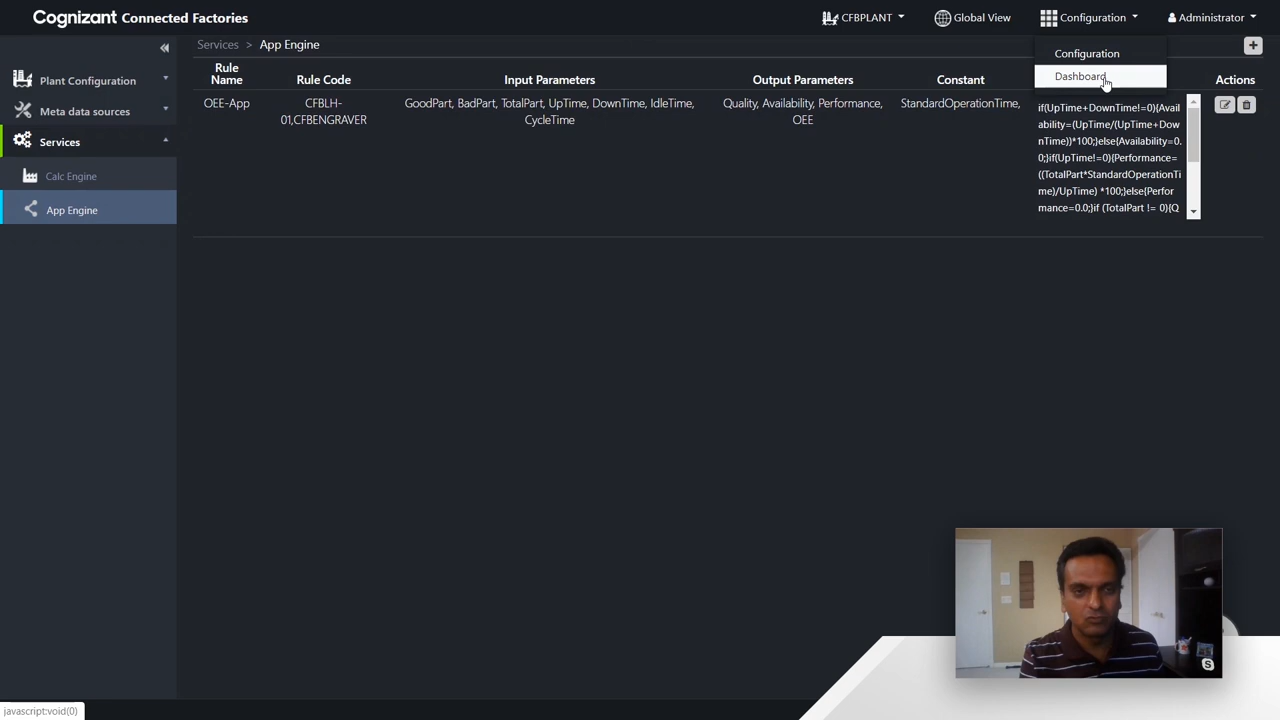 Cognizant Connected Factories
CFBPLANT
Global View
Configuration
Administrator
Plant Configuration
Meta data sources
Services
Calc Engine
App Engine
Services > App Engine
Configuration
Dashboard
Rule Name
Rule Code
Input Parameters
Output Parameters
Constant
Actions
OEE-App
CFBLH-
01,CFBENGRAVER
GoodPart, BadPart, TotalPart, UpTime, DownTime, IdleTime,
CycleTime
Quality, Availability, Performance,
OEE
StandardOperationTime,
if(UpTime+DownTime!=0){Avail
ability=(UpTime/(UpTime+Dow
nTime))*100;}else{Availability=0.
0;}if(UpTime!=0){Performance=
((TotalPart*StandardOperationTi
me)/UpTime) *100;}else{Perfor
mance=0.0;}if (TotalPart != 0){Q
javascript:void(0)